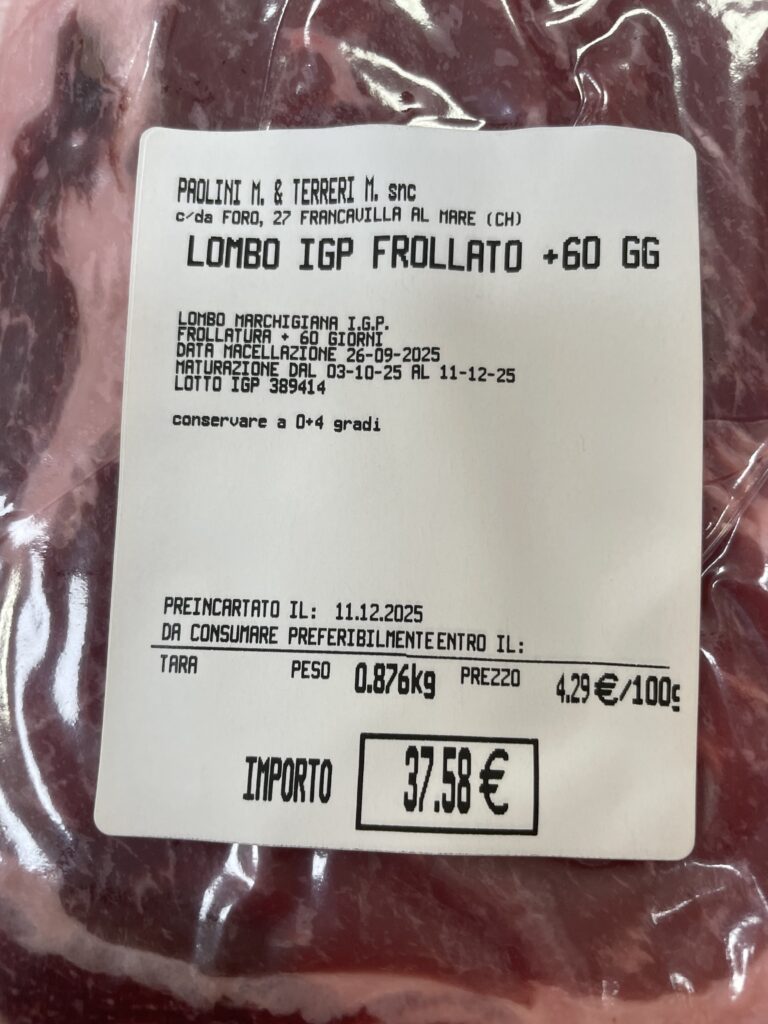 PAOLINI M. & TERRERI M. snc
c/da FORO, 27 FRANCAVILLA AL MARE (CH)
LOMBO IGP FROLLATO +60 GG
LOMBO MARCHIGIANA I.G.P.
FROLLATURA + 60 GIORNI
DATA MACELLAZIONE 26-09-2025
MATURAZIONE DAL 03-10-25 AL 11-12-25
LOTTO IGP 389414
conservare a 0+4 gradi
PREINCARTATO IL: 11.12.2025
DA CONSUMARE PREFERIBILMENTE ENTRO IL:
TARA PESO 0.876kg PREZZO 4.29 €/100g
IMPORTO 37.58 €